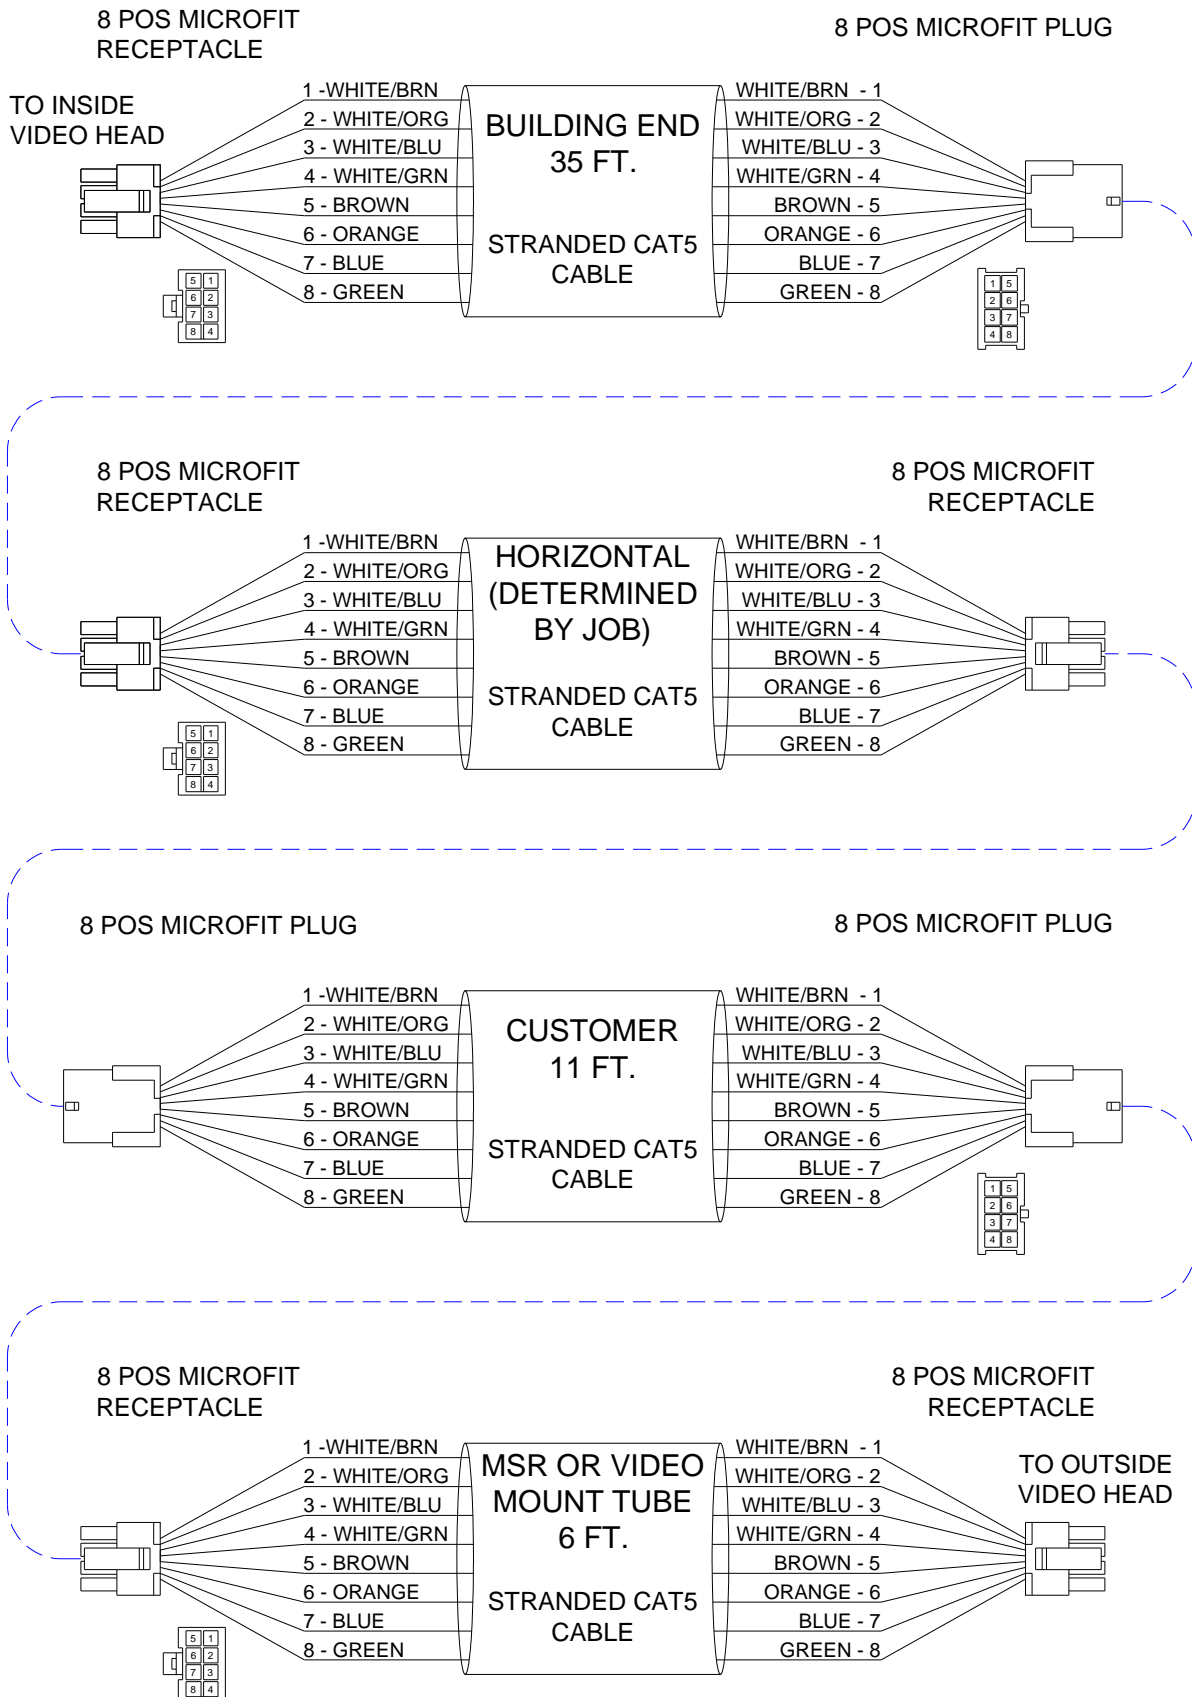 8 POS MICROFIT
RECEPTACLE
8 POS MICROFIT PLUG
TO INSIDE
VIDEO HEAD
1 -WHITE/BRN
2 - WHITE/ORG
3 - WHITE/BLU
4 - WHITE/GRN
5 - BROWN
6 - ORANGE
7 - BLUE
8 - GREEN
BUILDING END
35 FT.
STRANDED CAT5
CABLE
WHITE/BRN - 1
WHITE/ORG - 2
WHITE/BLU - 3
WHITE/GRN - 4
BROWN - 5
ORANGE - 6
BLUE - 7
GREEN - 8
5 1
6 2
7 3
8 4
1 5
2 6
3 7
4 8
8 POS MICROFIT
RECEPTACLE
8 POS MICROFIT
RECEPTACLE
1 -WHITE/BRN
2 - WHITE/ORG
3 - WHITE/BLU
4 - WHITE/GRN
5 - BROWN
6 - ORANGE
7 - BLUE
8 - GREEN
HORIZONTAL
(DETERMINED
BY JOB)
STRANDED CAT5
CABLE
WHITE/BRN - 1
WHITE/ORG - 2
WHITE/BLU - 3
WHITE/GRN - 4
BROWN - 5
ORANGE - 6
BLUE - 7
GREEN - 8
5 1
6 2
7 3
8 4
8 POS MICROFIT PLUG
8 POS MICROFIT PLUG
1 -WHITE/BRN
2 - WHITE/ORG
3 - WHITE/BLU
4 - WHITE/GRN
5 - BROWN
6 - ORANGE
7 - BLUE
8 - GREEN
CUSTOMER
11 FT.
STRANDED CAT5
CABLE
WHITE/BRN - 1
WHITE/ORG - 2
WHITE/BLU - 3
WHITE/GRN - 4
BROWN - 5
ORANGE - 6
BLUE - 7
GREEN - 8
1 5
2 6
3 7
4 8
8 POS MICROFIT
RECEPTACLE
8 POS MICROFIT
RECEPTACLE
1 -WHITE/BRN
2 - WHITE/ORG
3 - WHITE/BLU
4 - WHITE/GRN
5 - BROWN
6 - ORANGE
7 - BLUE
8 - GREEN
MSR OR VIDEO
MOUNT TUBE
6 FT.
STRANDED CAT5
CABLE
WHITE/BRN - 1
WHITE/ORG - 2
WHITE/BLU - 3
WHITE/GRN - 4
BROWN - 5
ORANGE - 6
BLUE - 7
GREEN - 8
TO OUTSIDE
VIDEO HEAD
5 1
6 2
7 3
8 4